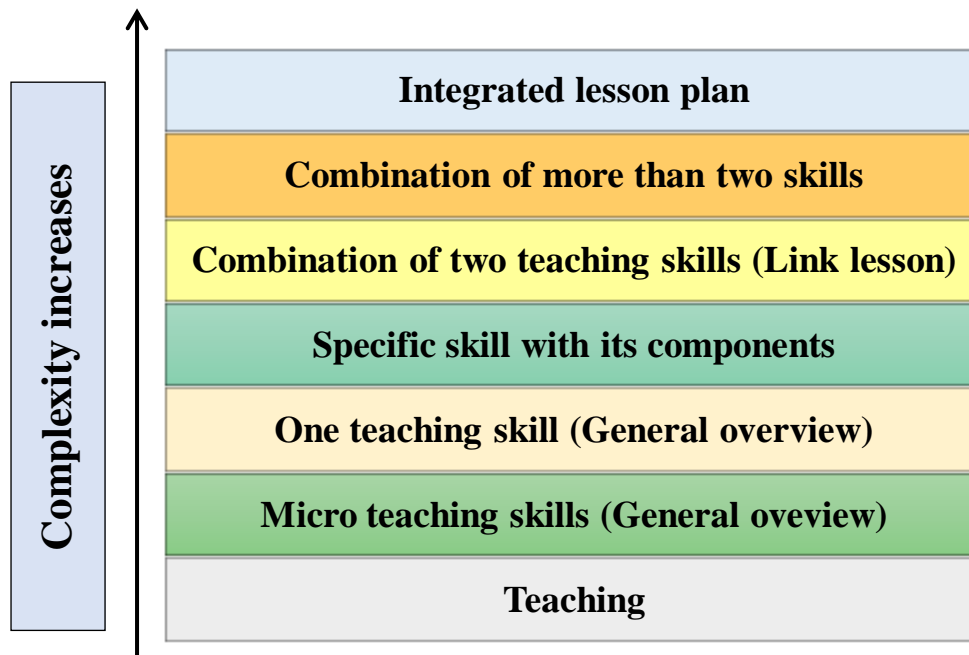 Complexity increases
Integrated lesson plan
Combination of more than two skills
Combination of two teaching skills (Link lesson)
Specific skill with its components
One teaching skill (General overview)
Micro teaching skills (General oveview)
Teaching